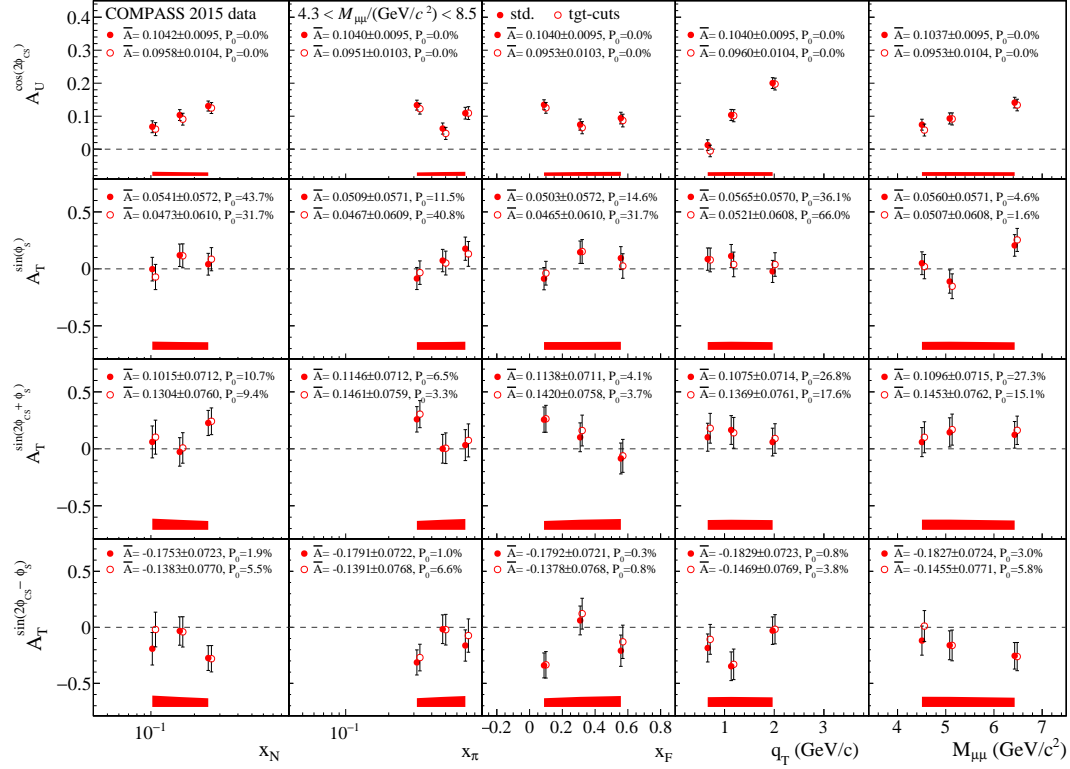 COMPASS 2015 data
4.3 < M_μμ/(GeV/c²) < 8.5
std. tgt-cuts
A_U^cos(2ϕ_CS)
0.4
0.3
0.2
0.1
0
A̅= 0.1042±0.0095, P₀=0.0%
A̅= 0.0958±0.0104, P₀=0.0%
A̅= 0.1040±0.0095, P₀=0.0%
A̅= 0.0951±0.0103, P₀=0.0%
A̅= 0.1040±0.0095, P₀=0.0%
A̅= 0.0953±0.0103, P₀=0.0%
A̅= 0.1040±0.0095, P₀=0.0%
A̅= 0.0960±0.0104, P₀=0.0%
A̅= 0.1037±0.0095, P₀=0.0%
A̅= 0.0953±0.0104, P₀=0.0%
A_T^sin(ϕ_S)
0.5
0
−0.5
A̅= 0.0541±0.0572, P₀=43.7%
A̅= 0.0473±0.0610, P₀=31.7%
A̅= 0.0509±0.0571, P₀=11.5%
A̅= 0.0467±0.0609, P₀=40.8%
A̅= 0.0503±0.0572, P₀=14.6%
A̅= 0.0465±0.0610, P₀=31.7%
A̅= 0.0565±0.0570, P₀=36.1%
A̅= 0.0521±0.0608, P₀=66.0%
A̅= 0.0560±0.0571, P₀=4.6%
A̅= 0.0507±0.0608, P₀=1.6%
A_T^sin(2ϕ_CS + ϕ_S)
0.5
0
−0.5
A̅= 0.1015±0.0712, P₀=10.7%
A̅= 0.1304±0.0760, P₀=9.4%
A̅= 0.1146±0.0712, P₀=6.5%
A̅= 0.1461±0.0759, P₀=3.3%
A̅= 0.1138±0.0711, P₀=4.1%
A̅= 0.1420±0.0758, P₀=3.7%
A̅= 0.1075±0.0714, P₀=26.8%
A̅= 0.1369±0.0761, P₀=17.6%
A̅= 0.1096±0.0715, P₀=27.3%
A̅= 0.1453±0.0762, P₀=15.1%
A_T^sin(2ϕ_CS − ϕ_S)
0.5
0
−0.5
A̅= -0.1753±0.0723, P₀=1.9%
A̅= -0.1383±0.0770, P₀=5.5%
A̅= -0.1791±0.0722, P₀=1.0%
A̅= -0.1391±0.0768, P₀=6.6%
A̅= -0.1792±0.0721, P₀=0.3%
A̅= -0.1378±0.0768, P₀=0.8%
A̅= -0.1829±0.0723, P₀=0.8%
A̅= -0.1469±0.0769, P₀=3.8%
A̅= -0.1827±0.0724, P₀=3.0%
A̅= -0.1455±0.0771, P₀=5.8%
10⁻¹
10⁻¹
−0.2 0 0.2 0.4 0.6 0.8
0 1 2 3
4 5 6 7
x_N
x_π
x_F
q_T (GeV/c)
M_μμ (GeV/c²)